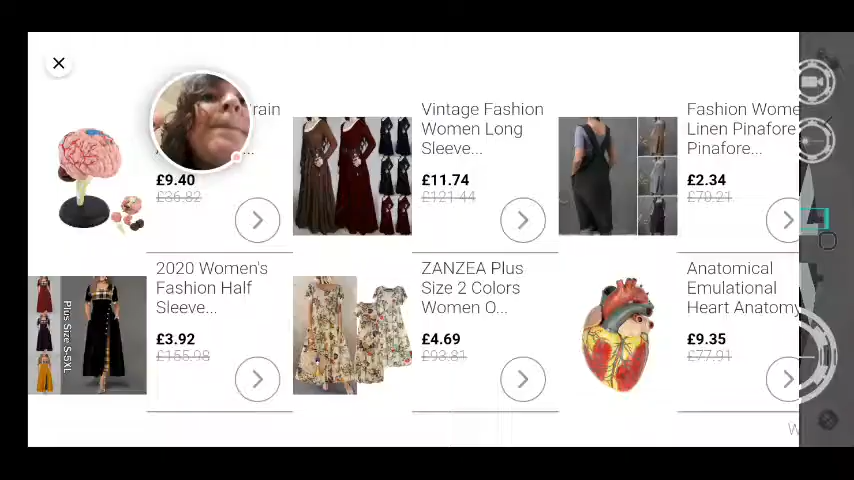 rain
...
£9.40
£36.82
Vintage Fashion
Women Long
Sleeve...
£11.74
£121.44
Fashion Wome
Linen Pinafore
Pinafore...
£2.34
£70.21
2020 Women's
Fashion Half
Sleeve...
£3.92
£155.98
Plus Size S-5XL
ZANZEA Plus
Size 2 Colors
Women O...
£4.69
£93.81
Anatomical
Emulational
Heart Anatomy
£9.35
£77.91
W